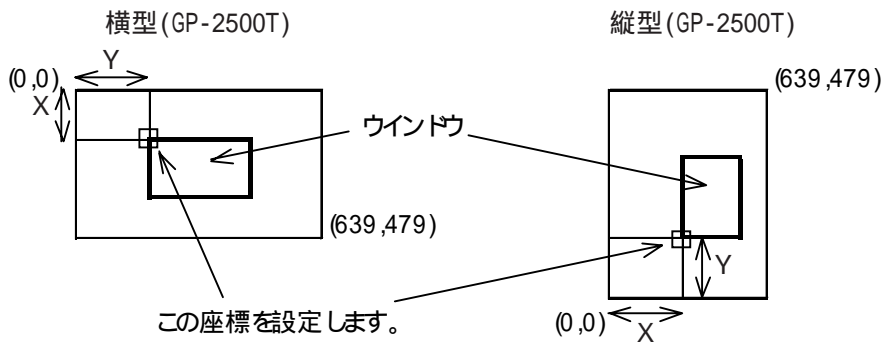 横型(GP-2500T)
縦型(GP-2500T)
Y
(0,0)
X
(639,479)
ウインドウ
(639,479)
Y
この座標を設定します。
(0,0)
X